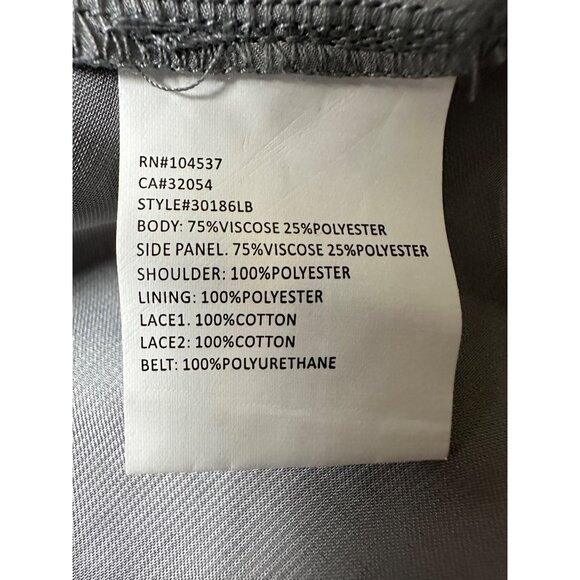 RN#104537
CA#32054
STYLE#30186LB
BODY: 75%VISCOSE 25%POLYESTER
SIDE PANEL. 75%VISCOSE 25%POLYESTER
SHOULDER: 100%POLYESTER
LINING: 100%POLYESTER
LACE1. 100%COTTON
LACE2: 100%COTTON
BELT: 100%POLYURETHANE